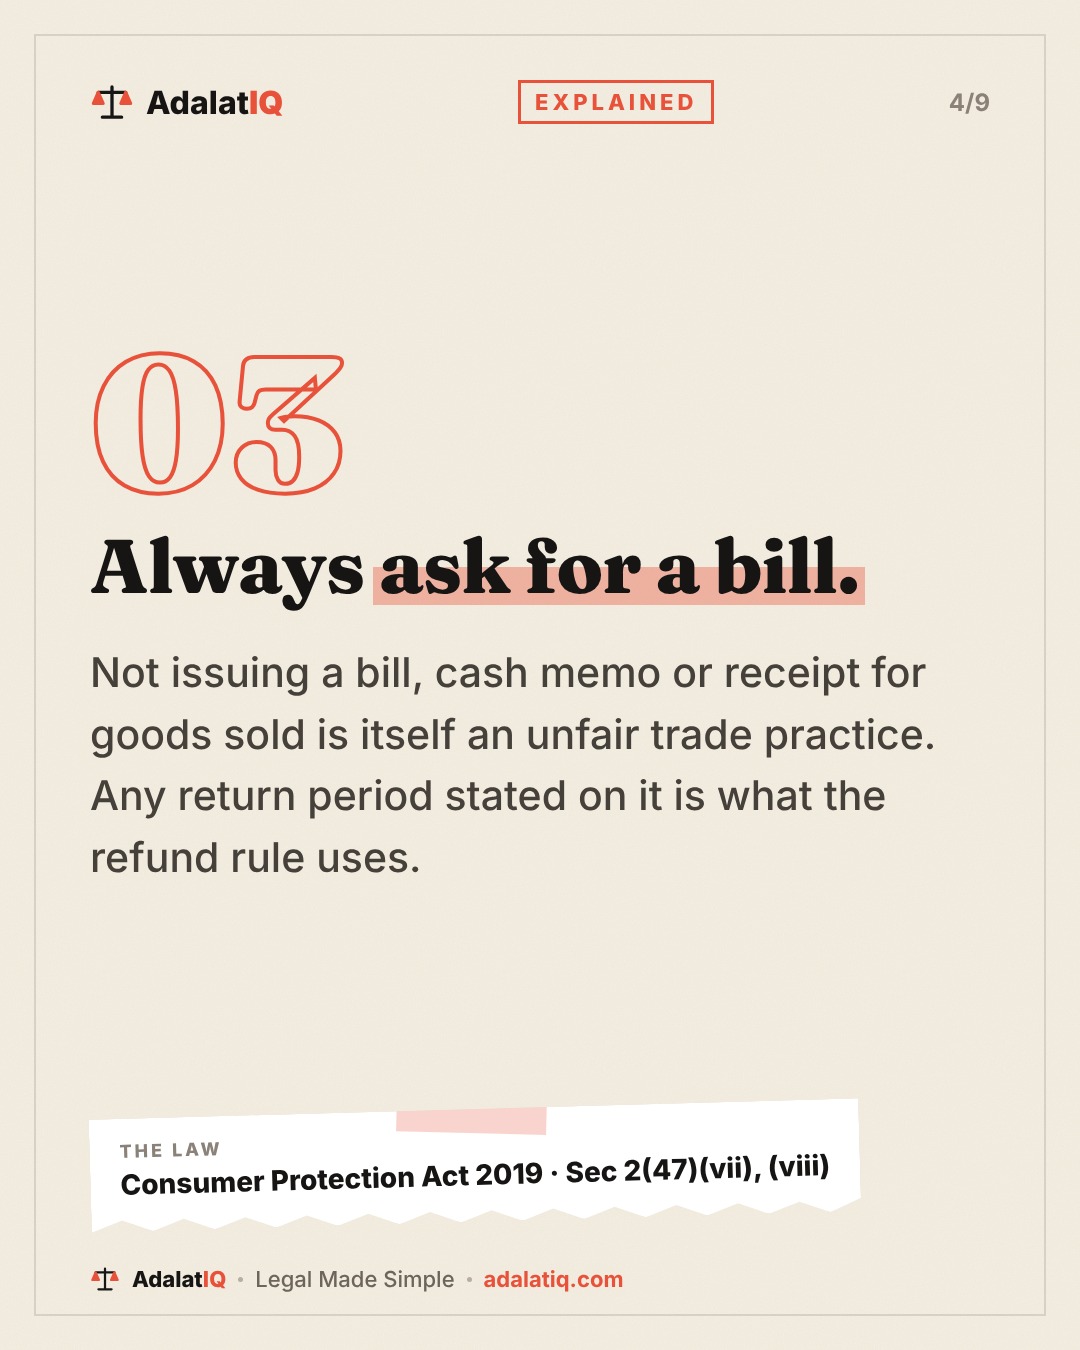 AdalatIQ
EXPLAINED
4/9
03
Always ask for a bill.
Not issuing a bill, cash memo or receipt for
goods sold is itself an unfair trade practice.
Any return period stated on it is what the
refund rule uses.
THE LAW
Consumer Protection Act 2019 · Sec 2(47)(vii), (viii)
AdalatIQ • Legal Made Simple • adalatiq.com